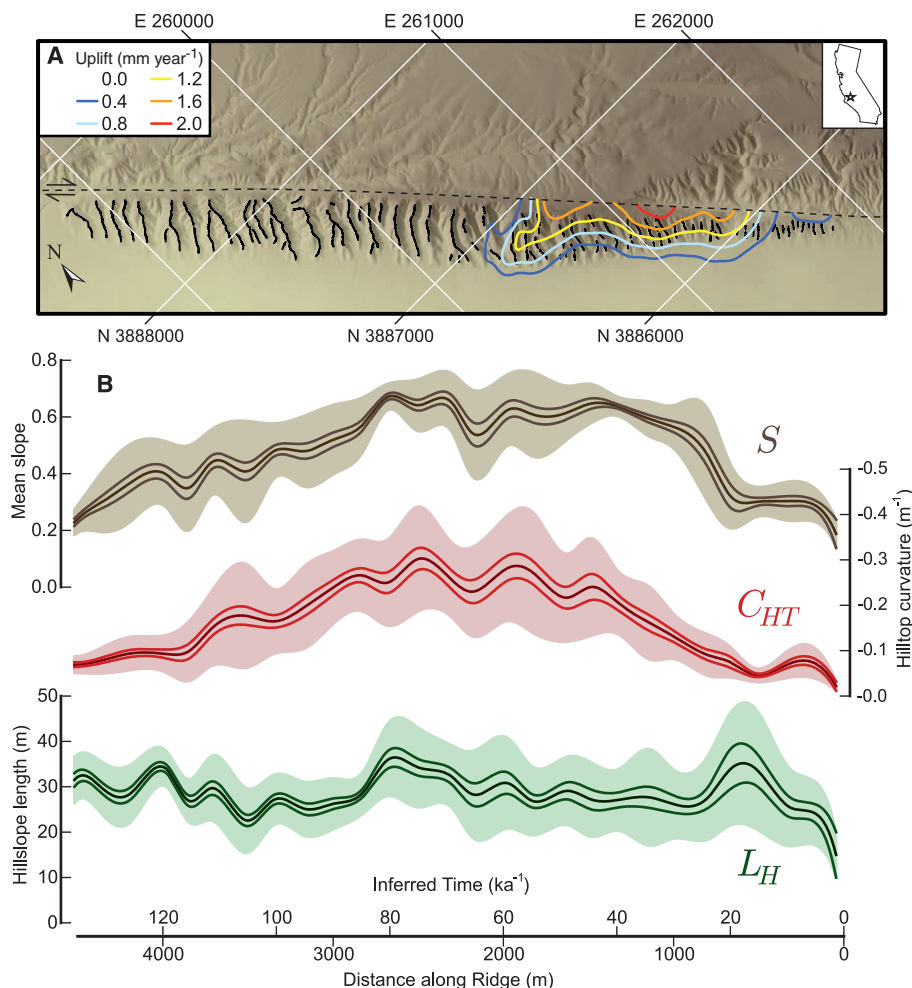 E 260000 E 261000 E 262000
A
Uplift (mm year-1)
0.0 1.2
0.4 1.6
0.8 2.0
N
N 3888000 N 3887000 N 3886000
B
Mean slope
0.8
0.6
0.4
0.2
0.0
S
Hilltop curvature (m-1)
-0.5
-0.4
-0.3
-0.2
-0.1
-0.0
CHT
Hillslope length (m)
50
40
30
20
10
0
LH
Inferred Time (ka-1)
120 100 80 60 40 20 0
4000 3000 2000 1000 0
Distance along Ridge (m)